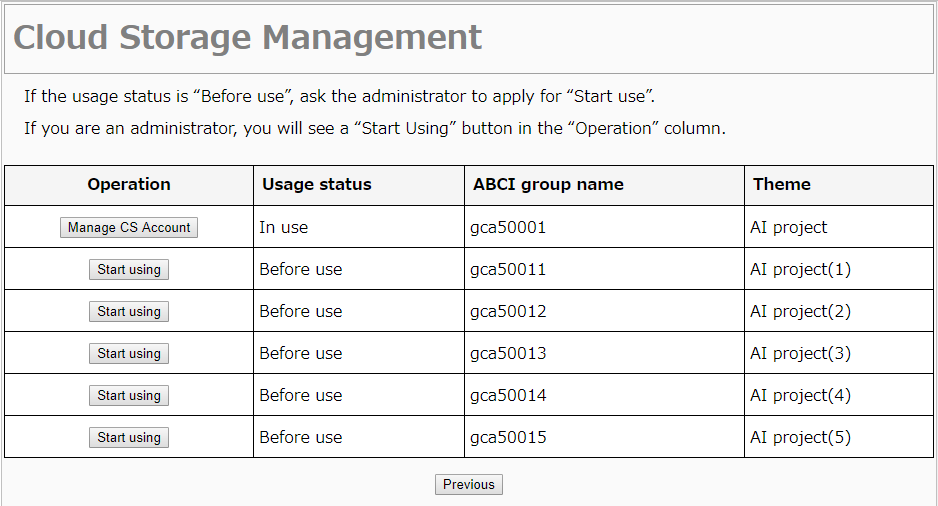 Cloud Storage Management
If the usage status is “Before use”, ask the administrator to apply for “Start use”.
If you are an administrator, you will see a “Start Using” button in the “Operation” column.
Operation Usage status ABCI group name Theme
Manage CS Account In use gca50001 AI project
Start using Before use gca50011 AI project(1)
Start using Before use gca50012 AI project(2)
Start using Before use gca50013 AI project(3)
Start using Before use gca50014 AI project(4)
Start using Before use gca50015 AI project(5)
Previous